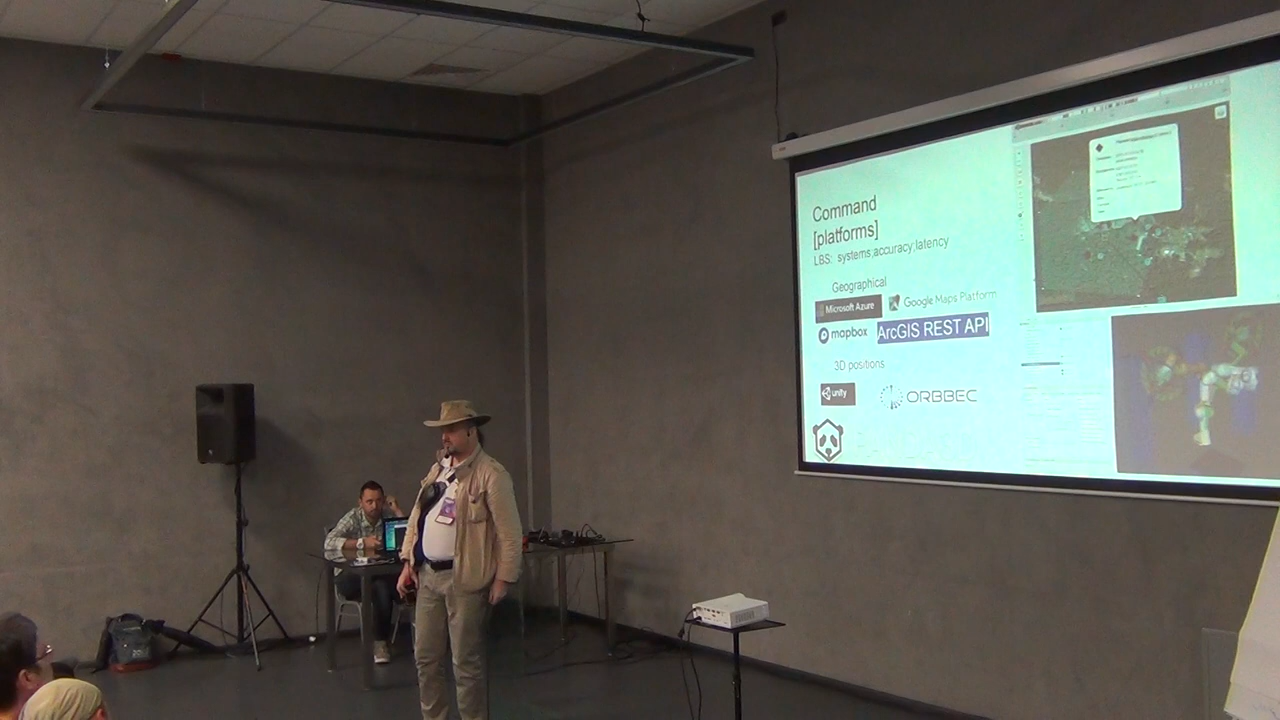 Command
[platforms]
LBS: systems,accuracy,latency
Geographical
Microsoft Azure
Google Maps Platform
mapbox
ArcGIS REST API
3D positions
unity
ORBBEC